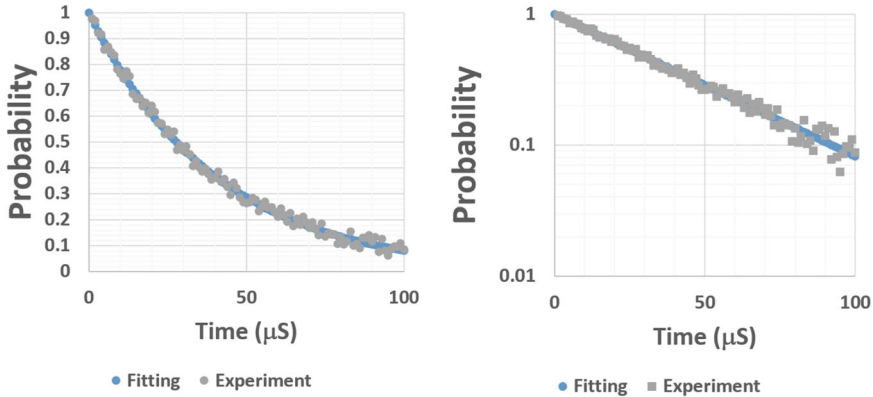 Probability
1
0.9
0.8
0.7
0.6
0.5
0.4
0.3
0.2
0.1
0
0 50 100
Time (μS)
Fitting Experiment
Probability
1
0.1
0.01
0 50 100
Time (μS)
Fitting Experiment